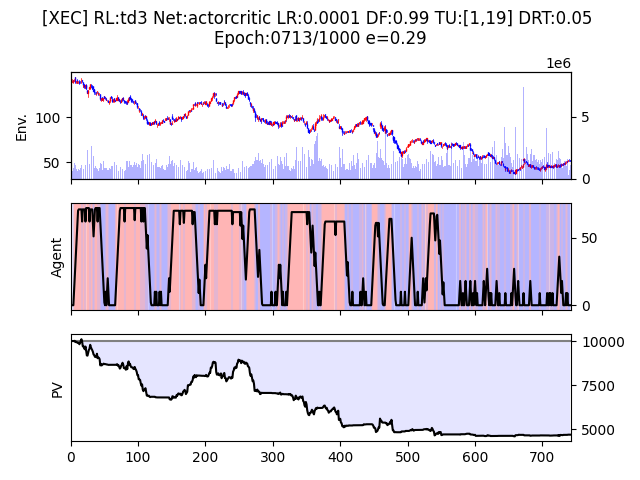 [XEC] RL:td3 Net:actorcritic LR:0.0001 DF:0.99 TU:[1,19] DRT:0.05
Epoch:0713/1000 e=0.29
1e6
Env.
100
50
5
0
Agent
50
0
PV
10000
7500
5000
0 100 200 300 400 500 600 700